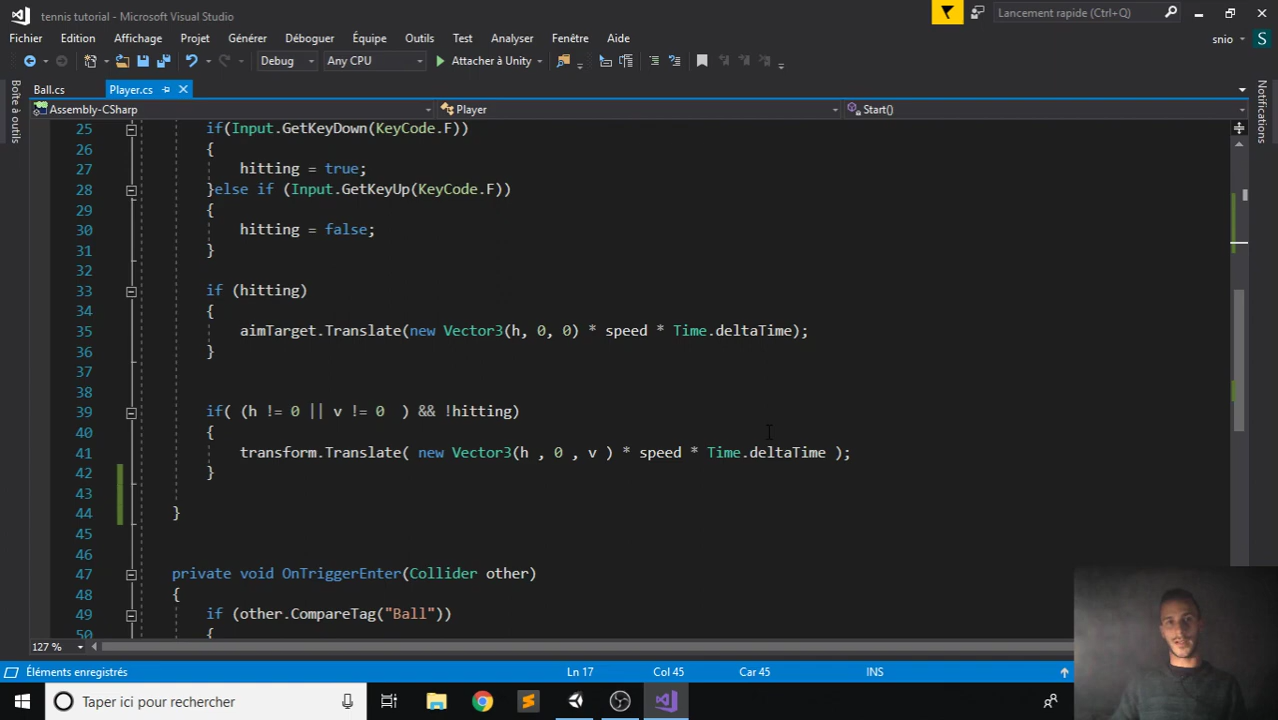 tennis tutorial - Microsoft Visual Studio
Lancement rapide (Ctrl+Q)
Fichier Edition Affichage Projet Générer Déboguer Équipe Outils Test Analyser Fenêtre Aide
snio S
Debug Any CPU Attacher à Unity
Ball.cs Player.cs
Boîte à outils
Notifications
Assembly-CSharp Player Start()
25 if(Input.GetKeyDown(KeyCode.F))
26 {
27 hitting = true;
28 }else if (Input.GetKeyUp(KeyCode.F))
29 {
30 hitting = false;
31 }
32
33 if (hitting)
34 {
35 aimTarget.Translate(new Vector3(h, 0, 0) * speed * Time.deltaTime);
36 }
37
38
39 if( (h != 0 || v != 0  ) && !hitting)
40 {
41 transform.Translate( new Vector3(h , 0 , v ) * speed * Time.deltaTime );
42 }
43
44 }
45
46
47 private void OnTriggerEnter(Collider other)
48 {
49 if (other.CompareTag("Ball"))
50 {
127 %
Éléments enregistrés Ln 17 Col 45 Car 45 INS
Taper ici pour rechercher